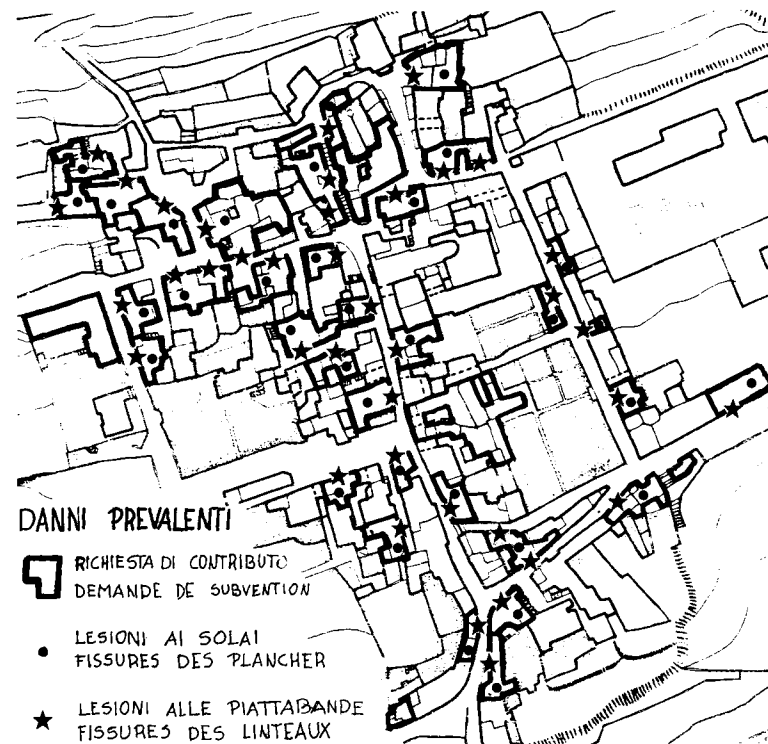 DANNI PREVALENTI
RICHIESTA DI CONTRIBUTO
DEMANDE DE SUBVENTION
LESIONI AI SOLAI
FISSURES DES PLANCHER
LESIONI ALLE PIATTABANDE
FISSURES DES LINTEAUX